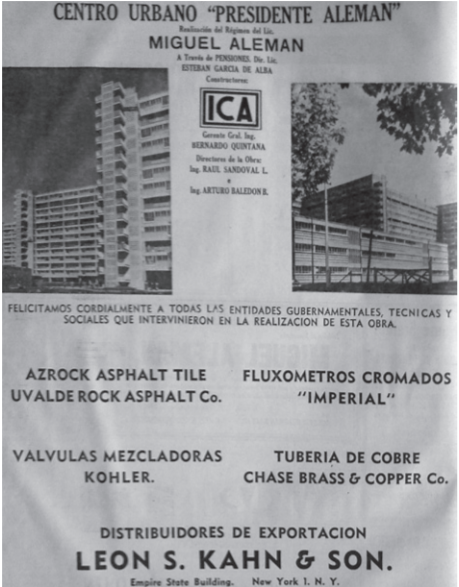 CENTRO URBANO "PRESIDENTE ALEMAN"
Realización del Régimen del Lic.
MIGUEL ALEMAN
A Través de PENSIONES. Dir. Lic.
ESTEBAN GARCIA DE ALBA
Constructores:
ICA
Gerente Gral. Ing.
BERNARDO QUINTANA
Directores de la Obra:
Ing. RAUL SANDOVAL L.
e
Ing. ARTURO BALEDON R.
FELICITAMOS CORDIALMENTE A TODAS LAS ENTIDADES GUBERNAMENTALES, TECNICAS Y
SOCIALES QUE INTERVINIERON EN LA REALIZACION DE ESTA OBRA.
AZROCK ASPHALT TILE
UVALDE ROCK ASPHALT Co.
FLUXOMETROS CROMADOS
"IMPERIAL"
VALVULAS MEZCLADORAS
KOHLER.
TUBERIA DE COBRE
CHASE BRASS & COPPER Co.
DISTRIBUIDORES DE EXPORTACION
LEON S. KAHN & SON.
Empire State Building. New York 1. N. Y.